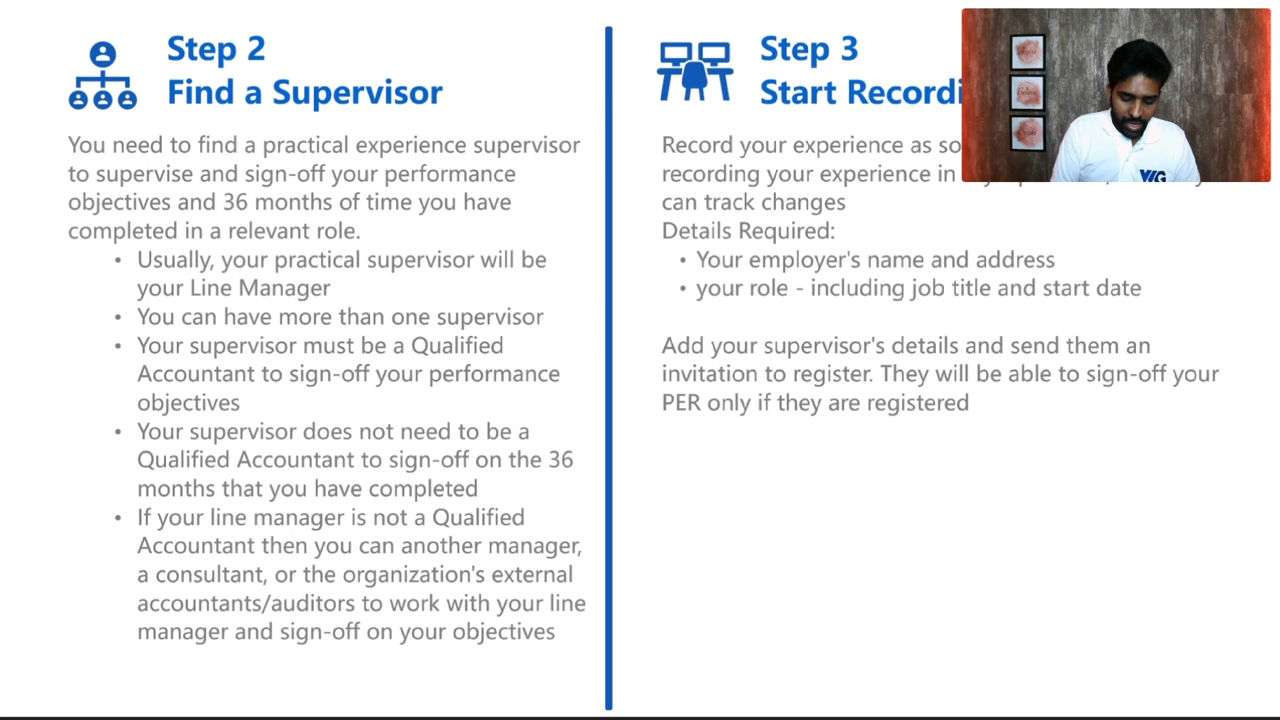 Step 2
Find a Supervisor
You need to find a practical experience supervisor
to supervise and sign-off your performance
objectives and 36 months of time you have
completed in a relevant role.
• Usually, your practical supervisor will be
your Line Manager
• You can have more than one supervisor
• Your supervisor must be a Qualified
Accountant to sign-off your performance
objectives
• Your supervisor does not need to be a
Qualified Accountant to sign-off on the 36
months that you have completed
• If your line manager is not a Qualified
Accountant then you can another manager,
a consultant, or the organization's external
accountants/auditors to work with your line
manager and sign-off on your objectives
Step 3
Start
Record your experience as
recording your experience in
can track changes
Details Required:
• Your employer's name and address
• your role - including job title and start date
Add your supervisor's details and send them an
invitation to register. They will be able to sign-off your
PER only if they are registered